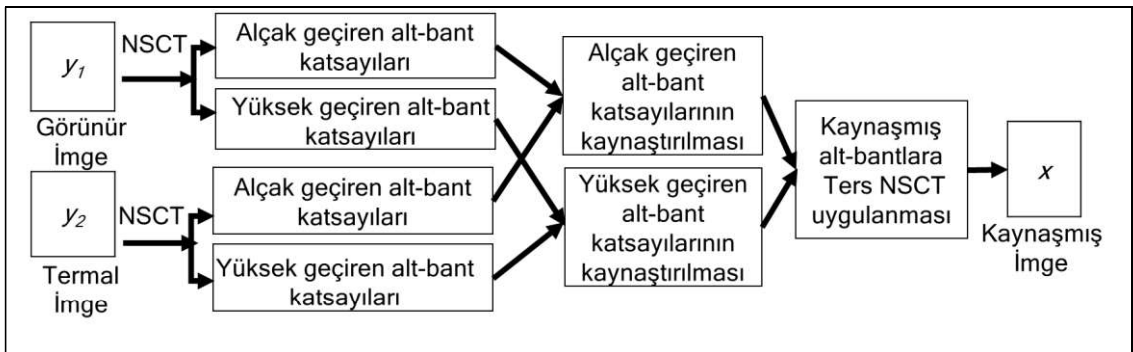 y1
Görünür
İmge
NSCT
Alçak geçiren alt-bant
katsayıları
Yüksek geçiren alt-bant
katsayıları
y2
Termal
İmge
NSCT
Alçak geçiren alt-bant
katsayıları
Yüksek geçiren alt-bant
katsayıları
Alçak geçiren
alt-bant
katsayılarının
kaynaştırılması
Yüksek geçiren
alt-bant
katsayılarının
kaynaştırılması
Kaynaşmış
alt-bantlara
Ters NSCT
uygulanması
x
Kaynaşmış
İmge